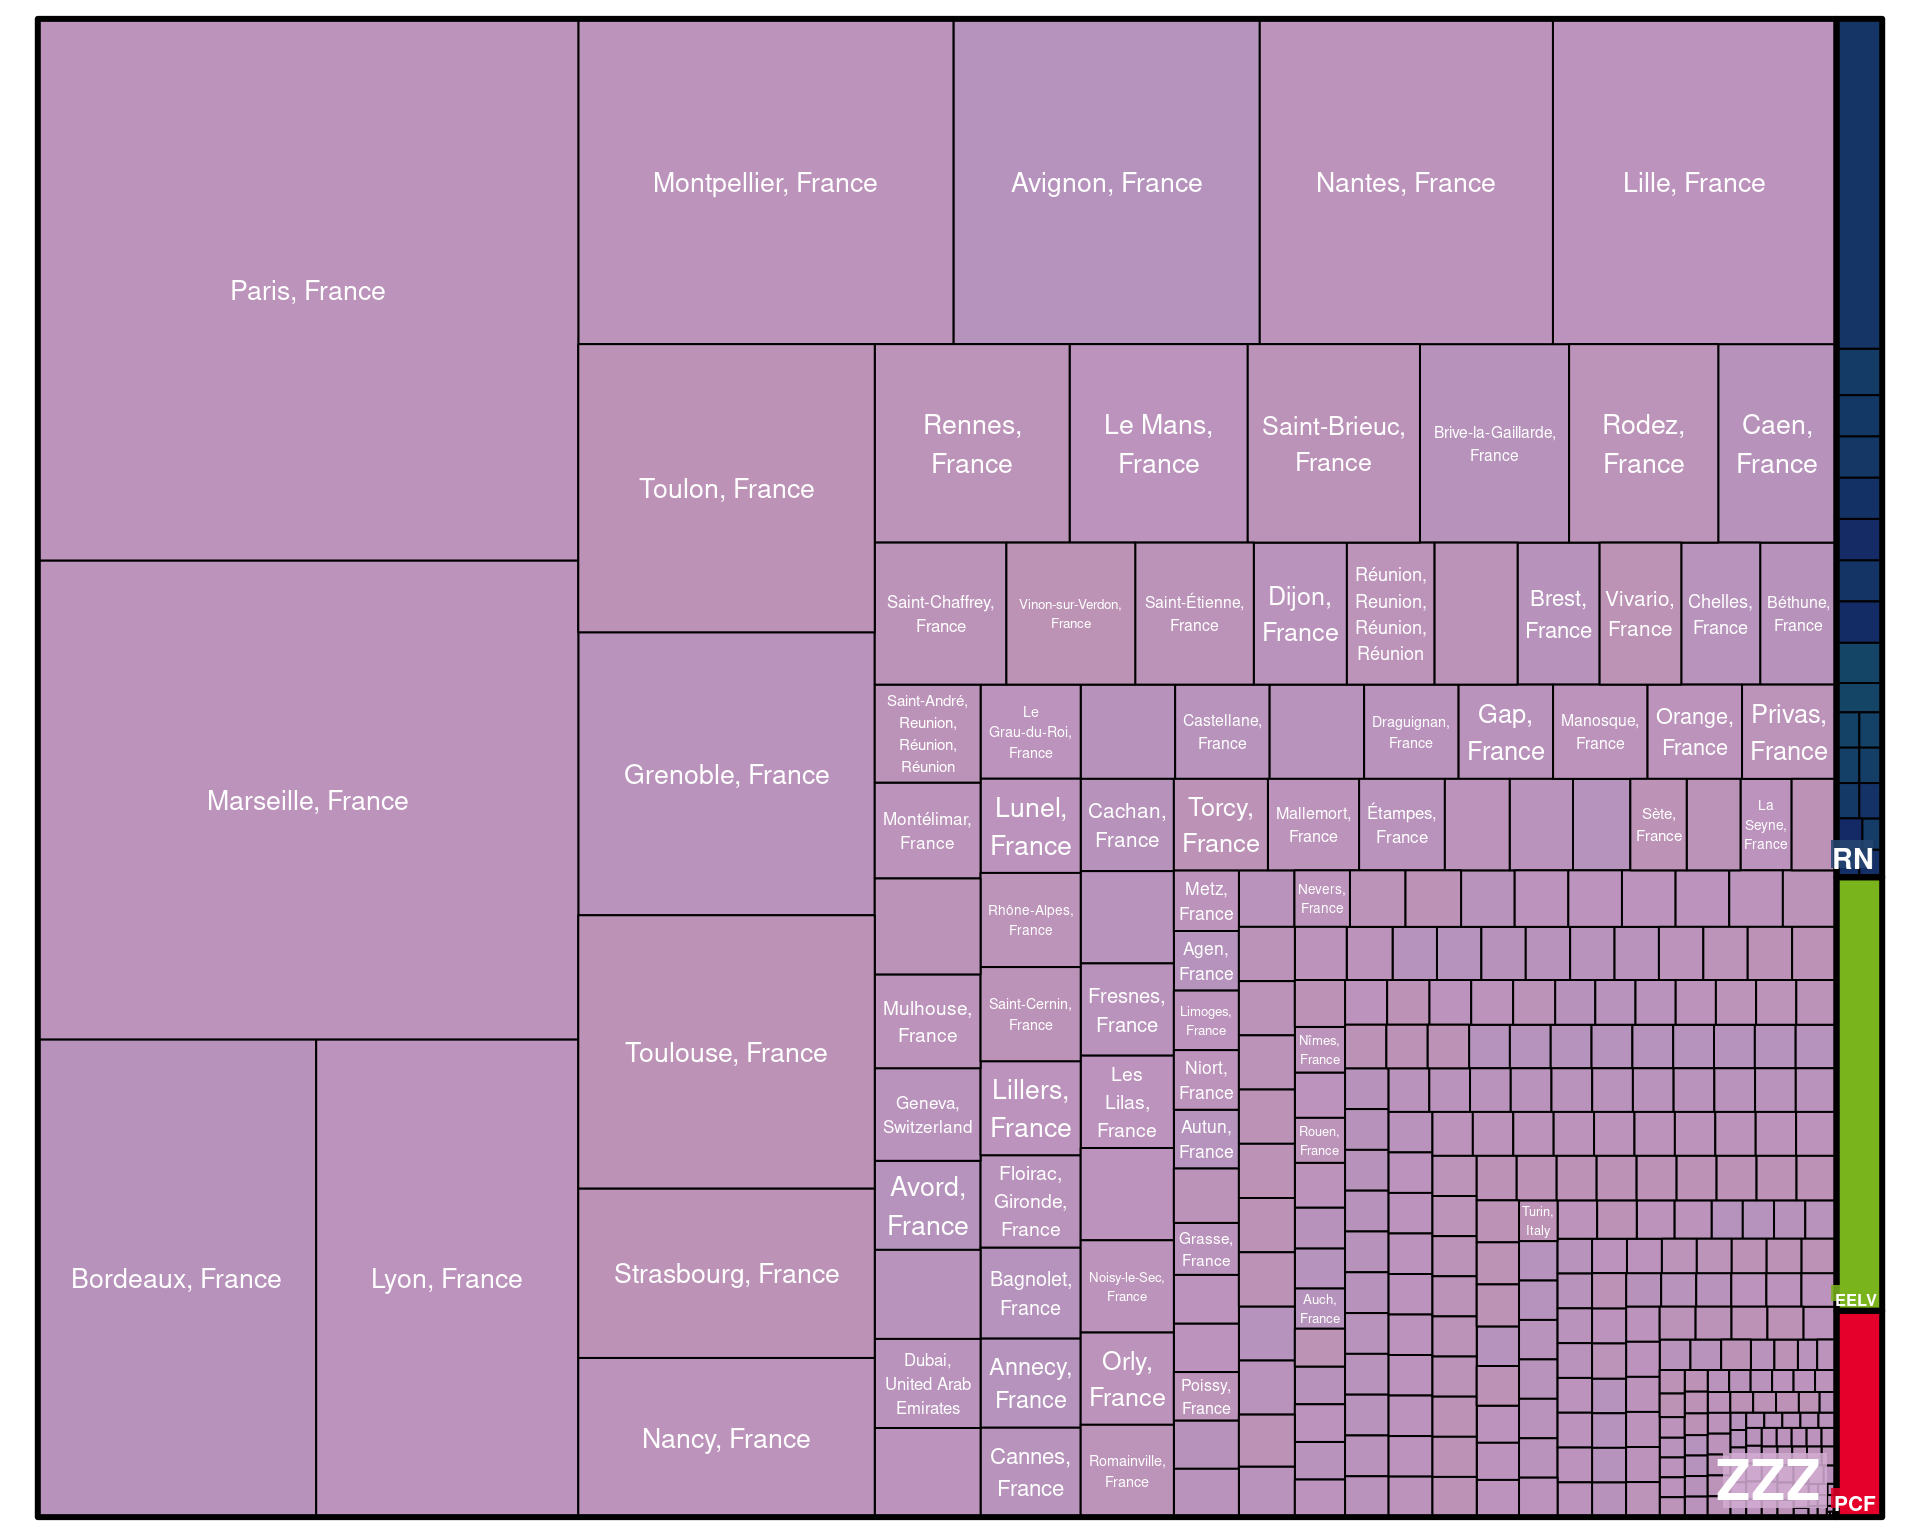 Paris, France
Montpellier, France
Avignon, France
Nantes, France
Lille, France
Marseille, France
Bordeaux, France
Lyon, France
Toulon, France
Grenoble, France
Toulouse, France
Strasbourg, France
Nancy, France
Rennes,
France
Le Mans,
France
Saint-Brieuc,
France
Brive-la-Gaillarde,
France
Rodez,
France
Caen,
France
Saint-Chaffrey,
France
Vinon-sur-Verdon,
France
Saint-Étienne,
France
Dijon,
France
Réunion,
Reunion,
Réunion,
Réunion
Brest,
France
Vivario,
France
Chelles,
France
Béthune,
France
Saint-André,
Reunion,
Réunion,
Réunion
Le
Grau-du-Roi,
France
Castellane,
France
Draguignan,
France
Gap,
France
Manosque,
France
Orange,
France
Privas,
France
Montélimar,
France
Lunel,
France
Cachan,
France
Torcy,
France
Mallemort,
France
Étampes,
France
Sète,
France
La
Seyne,
France
Rhône-Alpes,
France
Metz,
France
Nevers,
France
Agen,
France
Mulhouse,
France
Saint-Cernin,
France
Fresnes,
France
Limoges,
France
Nîmes,
France
Geneva,
Switzerland
Lillers,
France
Les
Lilas,
France
Niort,
France
Autun,
France
Rouen,
France
Avord,
France
Floirac,
Gironde,
France
Turin,
Italy
Grasse,
France
Bagnolet,
France
Noisy-le-Sec,
France
Auch,
France
Dubai,
United Arab
Emirates
Annecy,
France
Orly,
France
Poissy,
France
Cannes,
France
Romainville,
France
ZZZ
RN
EELV
PCF